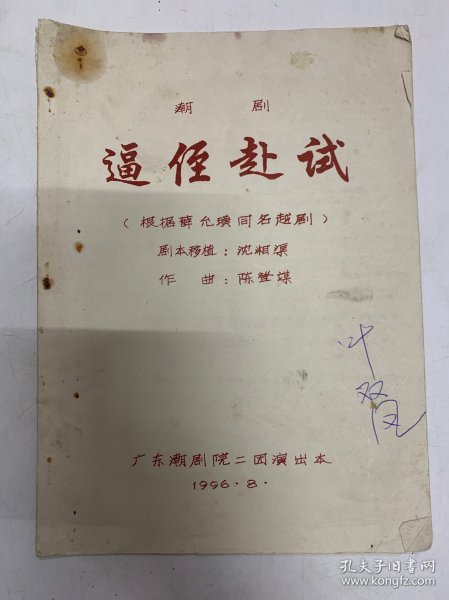 潮 剧
逼侄赴试
（根据薛允璜同名越剧）
剧本移植：沈湘渠
作 曲：陈登谋
叶双凤
广东潮剧院二团演出本
1996.8.
孔夫子旧书网
www.kongfz.com